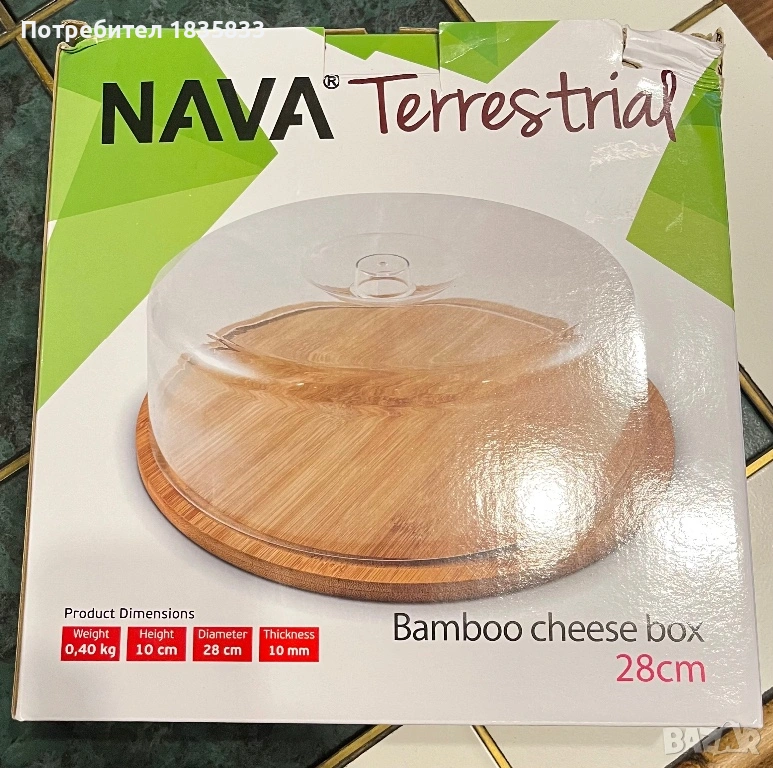 Потребител 1835833
NAVA® Terrestrial
Product Dimensions
Weight Height Diameter Thickness
0,40 kg 10 cm 28 cm 10 mm
Bamboo cheese box
28cm
BAZAR